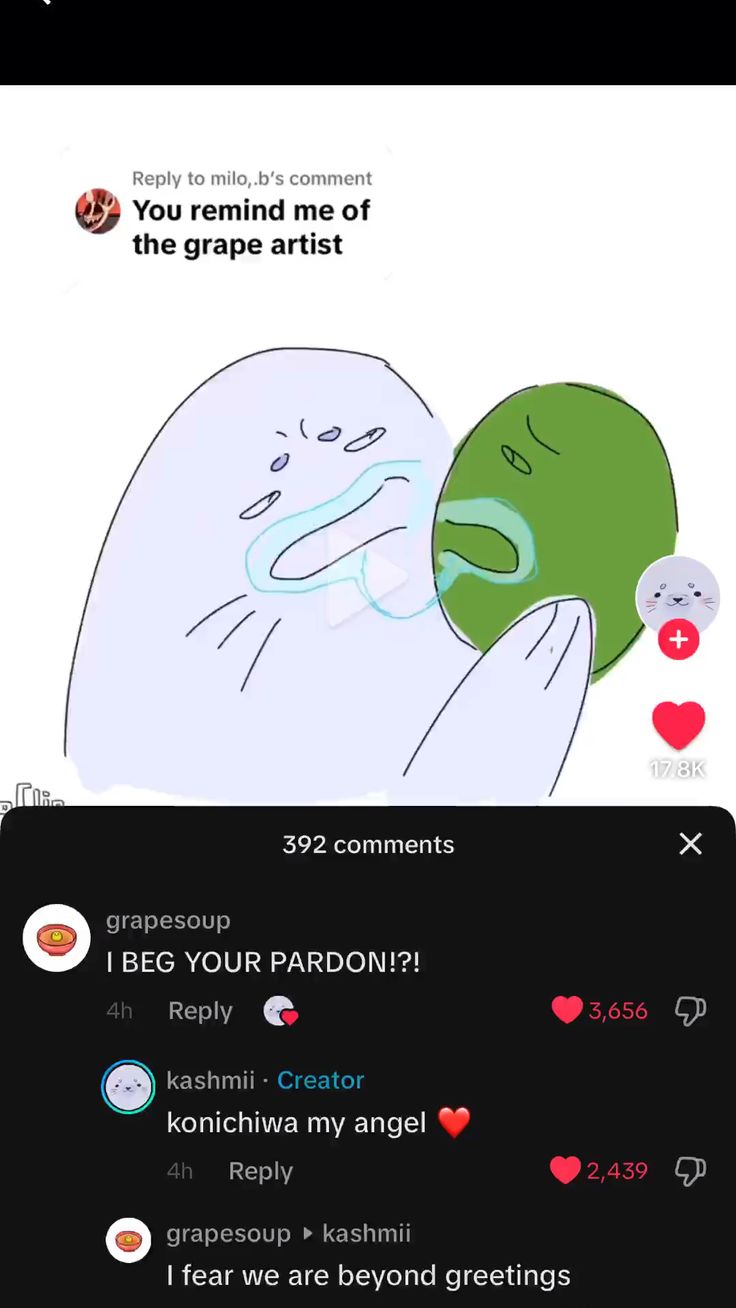 Reply to milo,.b's comment
You remind me of
the grape artist
17.8K
392 comments
grapesoup
I BEG YOUR PARDON!?!
4h Reply 3,656
kashmii · Creator
konichiwa my angel ❤️
4h Reply 2,439
grapesoup ▸ kashmii
I fear we are beyond greetings